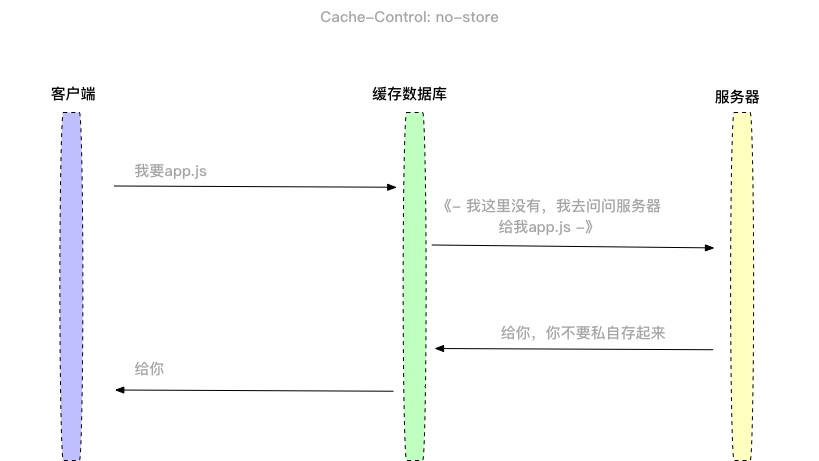 Cache-Control: no-store
客户端
缓存数据库
服务器
我要app.js
《- 我这里没有，我去问问服务器
给我app.js -》
给你，你不要私自存起来
给你